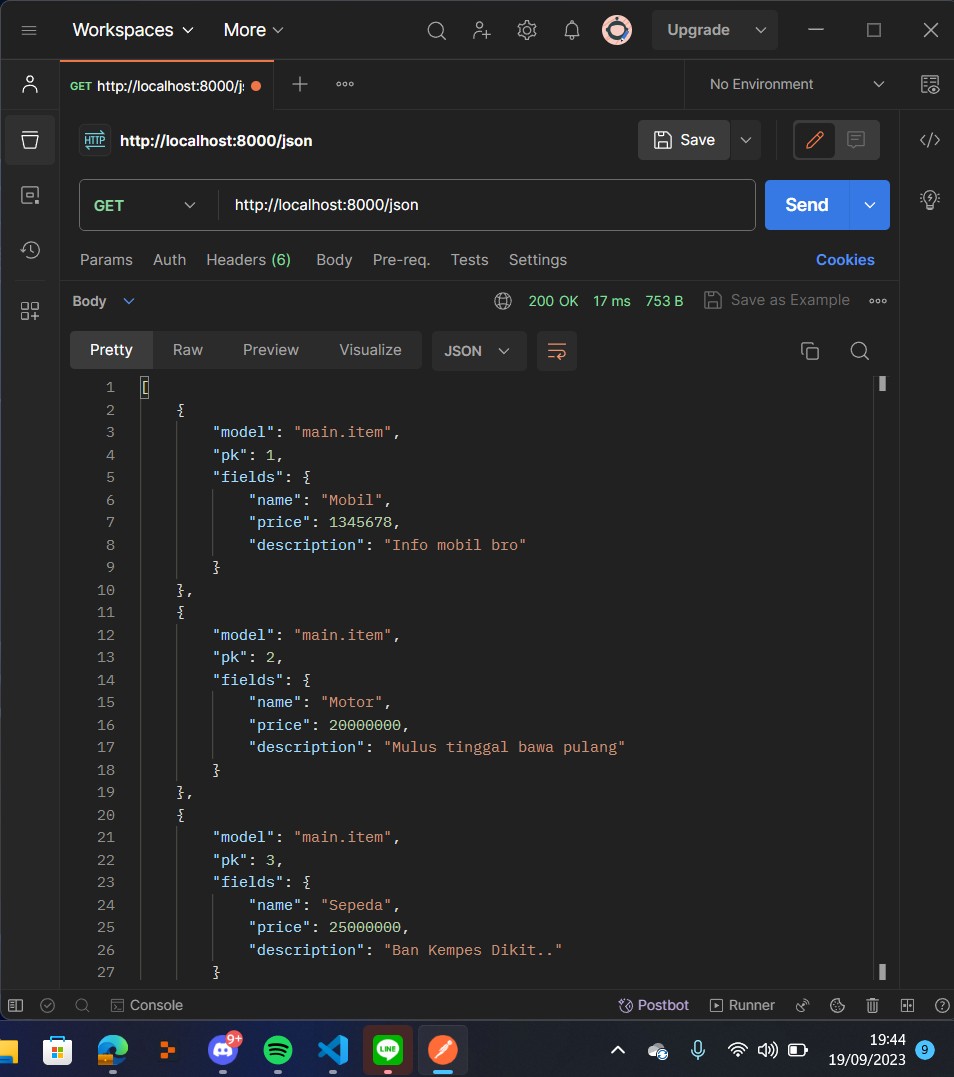 Workspaces More Upgrade
GET http://localhost:8000/j No Environment
HTTP http://localhost:8000/json Save
GET http://localhost:8000/json Send
Params Auth Headers (6) Body Pre-req. Tests Settings Cookies
Body 200 OK 17 ms 753 B Save as Example
Pretty Raw Preview Visualize JSON
1 [
2 {
3 "model": "main.item",
4 "pk": 1,
5 "fields": {
6 "name": "Mobil",
7 "price": 1345678,
8 "description": "Info mobil bro"
9 }
10 },
11 {
12 "model": "main.item",
13 "pk": 2,
14 "fields": {
15 "name": "Motor",
16 "price": 20000000,
17 "description": "Mulus tinggal bawa pulang"
18 }
19 },
20 {
21 "model": "main.item",
22 "pk": 3,
23 "fields": {
24 "name": "Sepeda",
25 "price": 25000000,
26 "description": "Ban Kempes Dikit.."
27 }
Console Postbot Runner
9+ LINE 19:44
19/09/2023 9